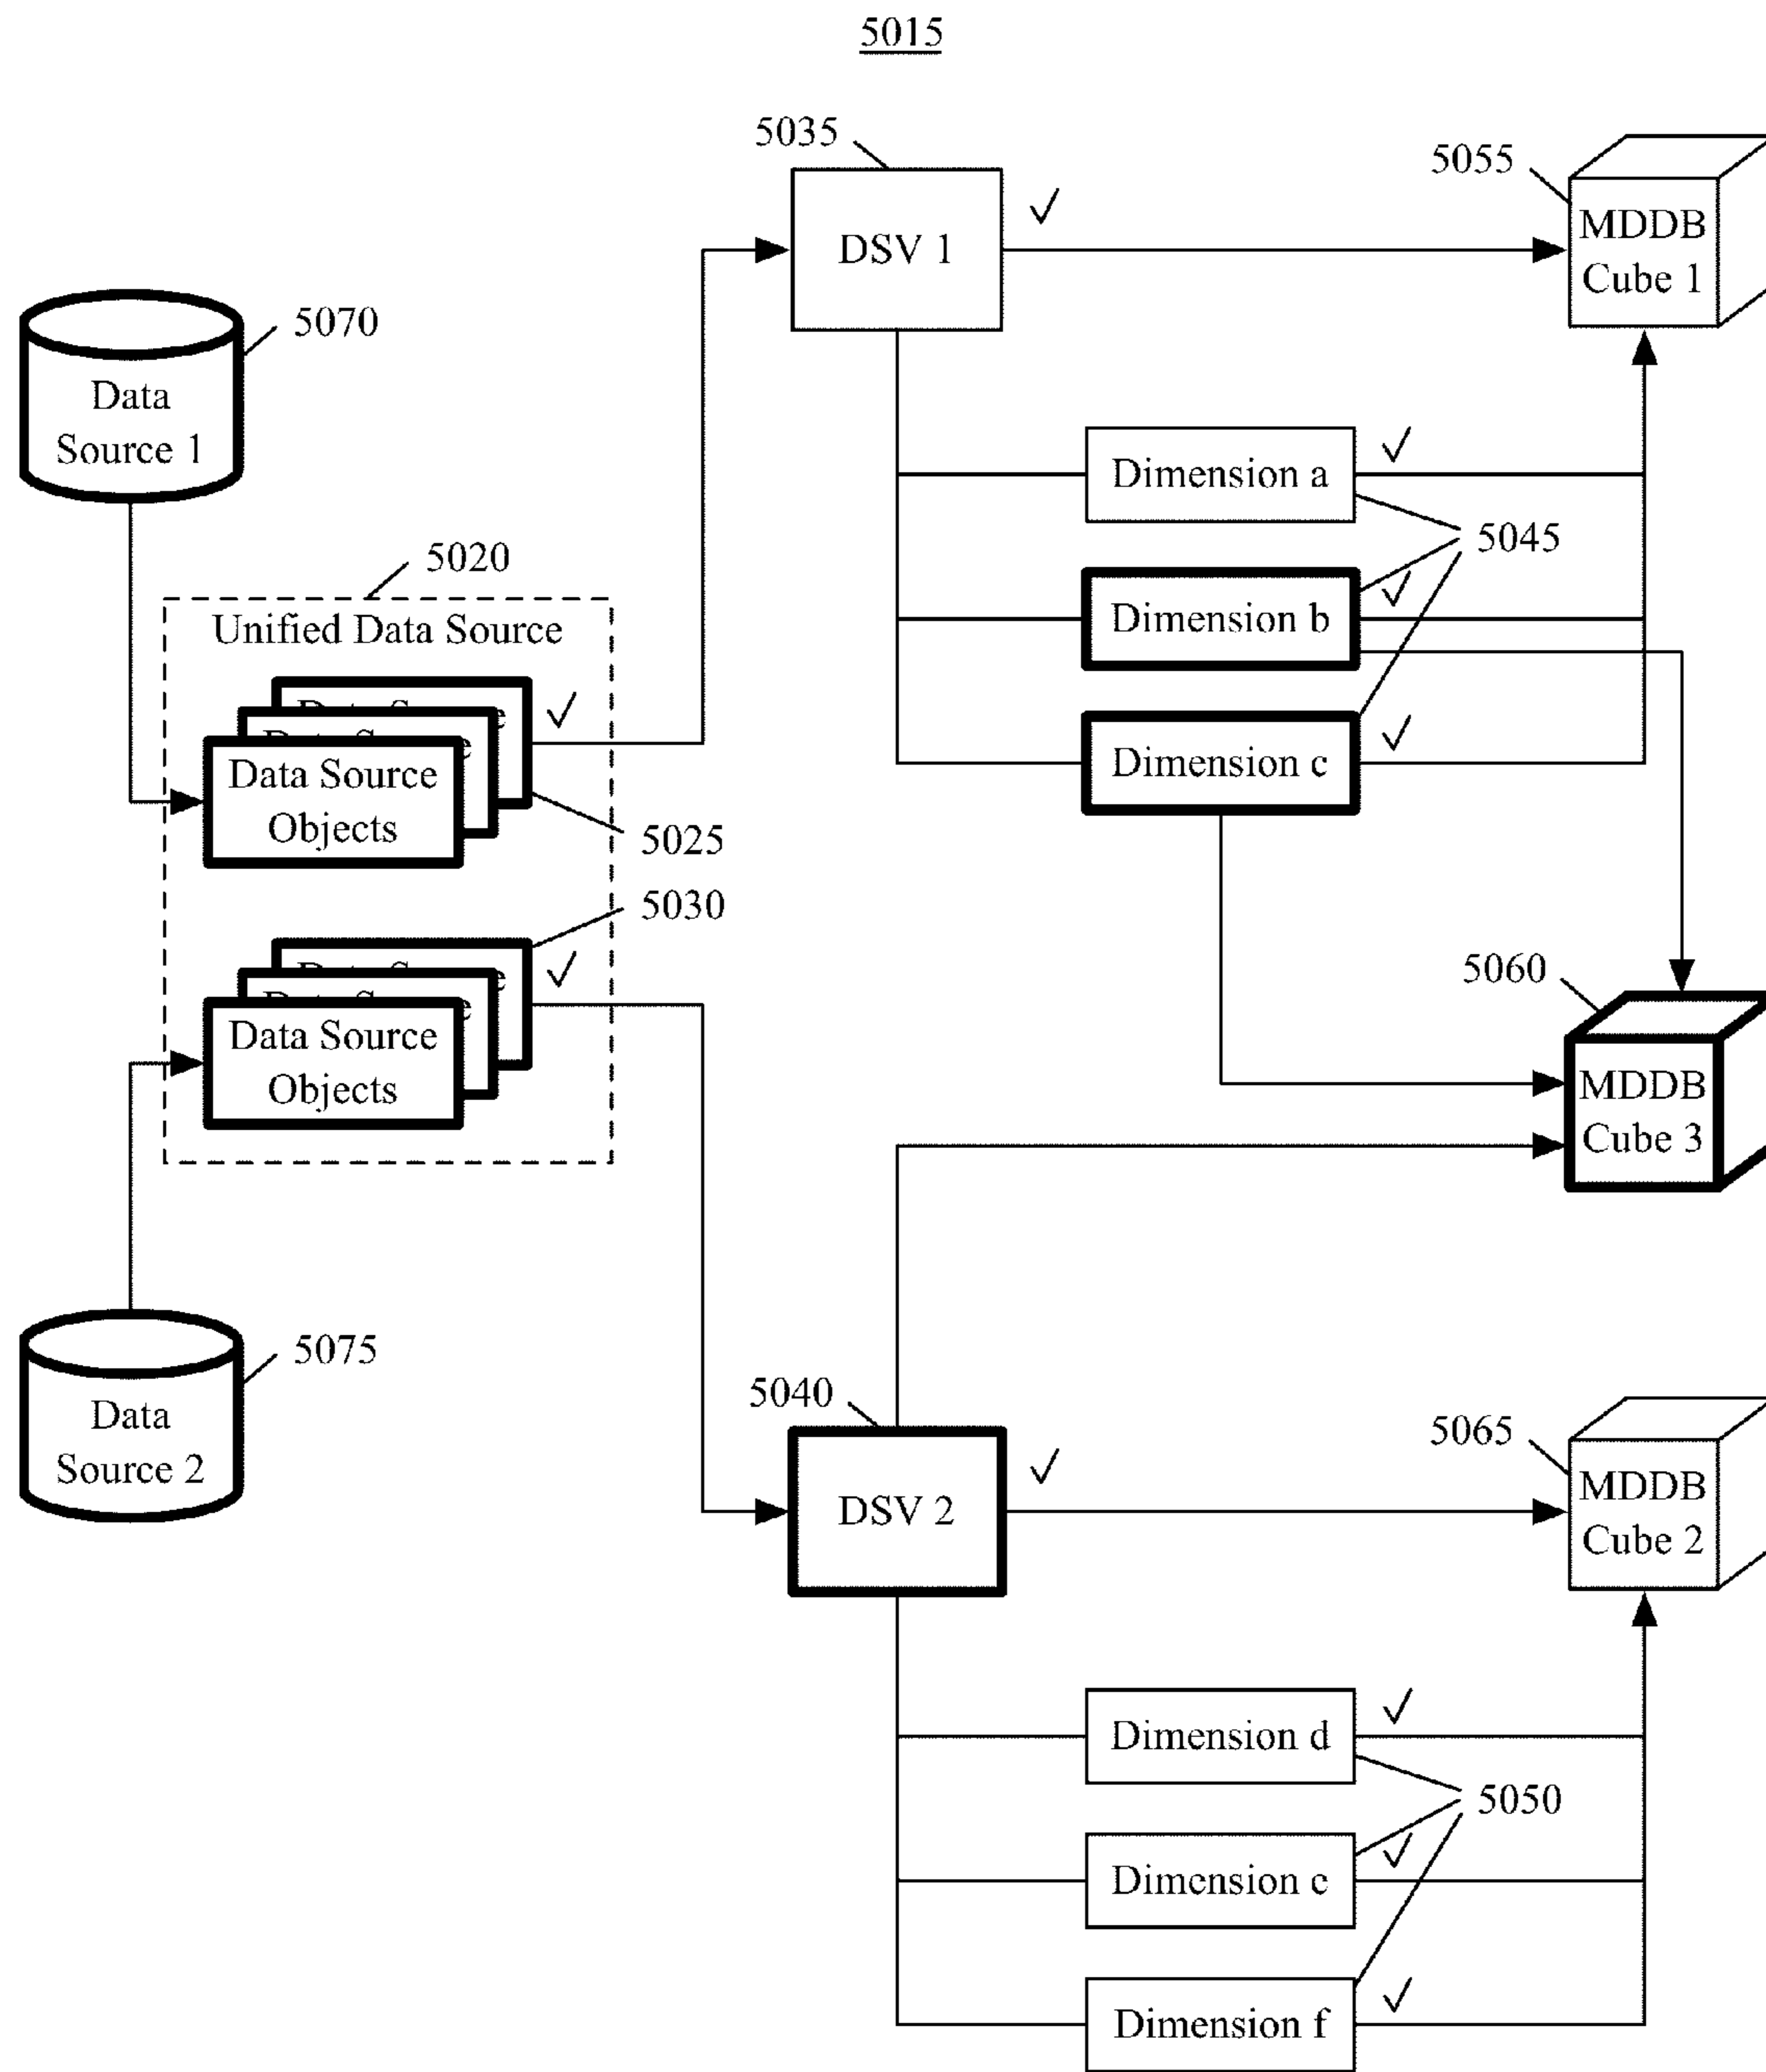 5015
5035
DSV 1
✓
5055
MDDB
Cube 1
5070
Data
Source 1
Dimension a
✓
5045
Dimension b
✓
Dimension c
✓
5020
Unified Data Source
✓
Data Source
Objects
5025
5030
✓
Data Source
Objects
5060
MDDB
Cube 3
5075
Data
Source 2
5040
DSV 2
✓
5065
MDDB
Cube 2
Dimension d
✓
5050
Dimension e
✓
Dimension f
✓